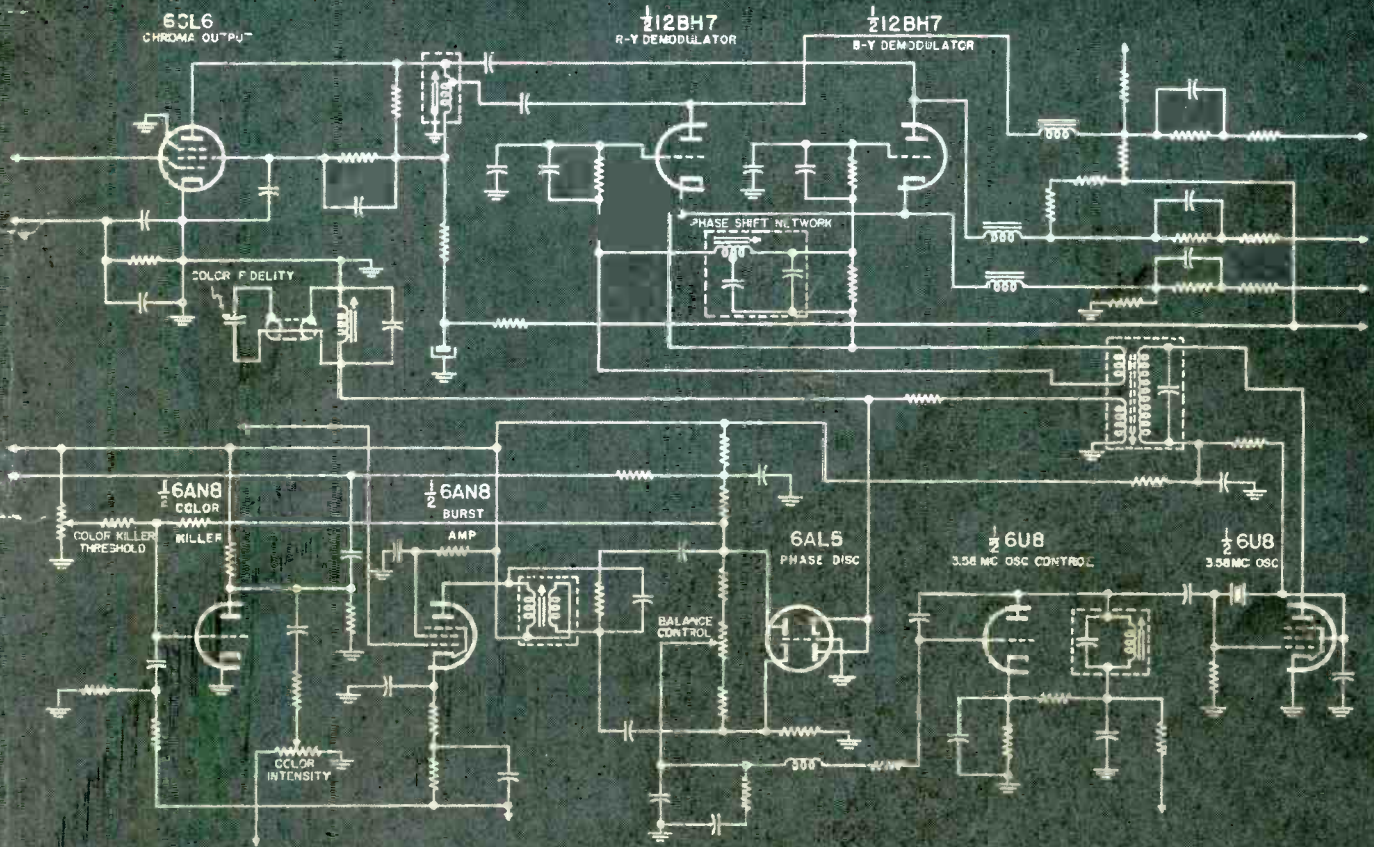 6CL6
CHROMA OUTPUT
½12BH7
R-Y DEMODULATOR
½12BH7
B-Y DEMODULATOR
PHASE SHIFT NETWORK
COLOR FIDELITY
½6AN8
COLOR
KILLER
COLOR KILLER
THRESHOLD
½6AN8
BURST
AMP
6AL5
PHASE DISC
½6U8
3.58 MC OSC CONTROL
½6U8
3.58 MC OSC
BALANCE
CONTROL
COLOR
INTENSITY